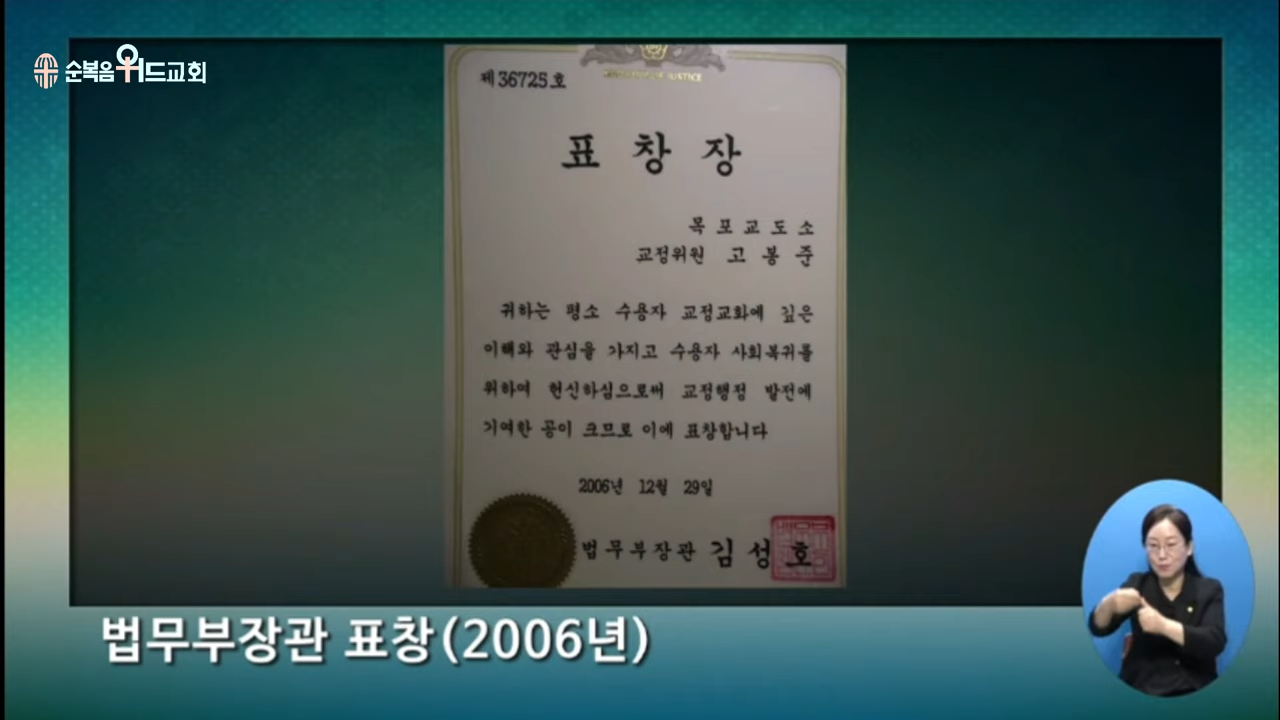 순복음위드교회
제36725호
MINISTRY OF JUSTICE
표 창 장
목 포 교 도 소
교정위원 고 봉 준
귀하는 평소 수용자 교정교화에 깊은
이해와 관심을 가지고 수용자 사회복귀를
위하여 헌신하심으로써 교정행정 발전에
기여한 공이 크므로 이에 표창합니다
2006년 12월 29일
법무부장관 김 성 호
법무부장관 표창(2006년)